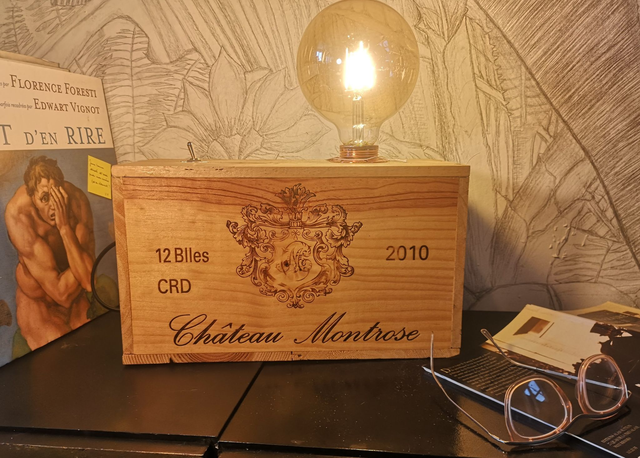 FLORENCE FORESTI
EDWART VIGNOT
T D'EN RIRE
12 Blles
2010
CRD
Château Montrose